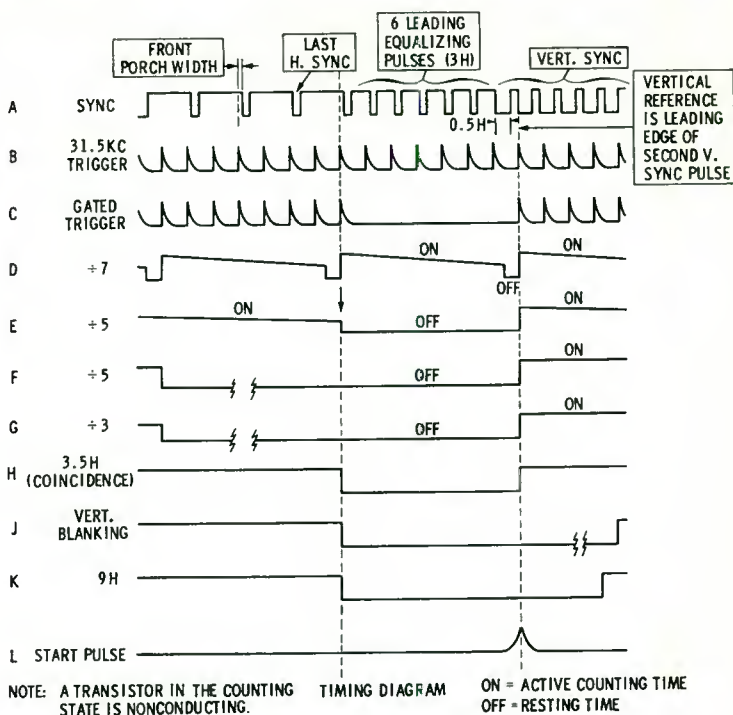 6 LEADING
EQUALIZING
PULSES (3H)
FRONT
PORCH WIDTH
LAST
H. SYNC
VERT. SYNC
VERTICAL
REFERENCE
IS LEADING
EDGE OF
SECOND V.
SYNC PULSE
A SYNC
0.5H
B 31.5KC
TRIGGER
C GATED
TRIGGER
D ÷7
ON
ON
OFF
E ÷5
ON
OFF
ON
F ÷5
OFF
ON
G ÷3
OFF
ON
H 3.5H
(COINCIDENCE)
J VERT.
BLANKING
K 9H
L START PULSE
NOTE: A TRANSISTOR IN THE COUNTING
STATE IS NONCONDUCTING.
TIMING DIAGRAM
ON = ACTIVE COUNTING TIME
OFF = RESTING TIME